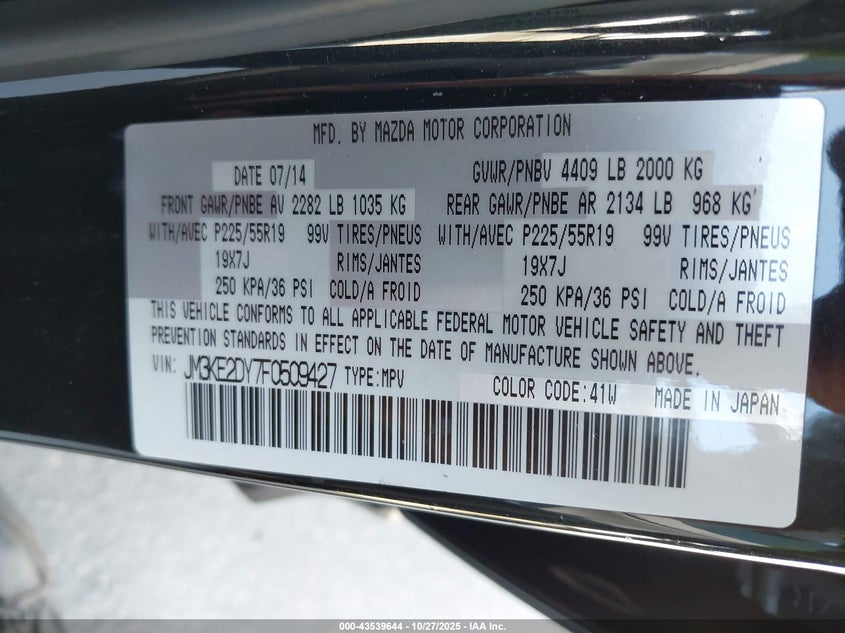 MFD. BY MAZDA MOTOR CORPORATION
DATE 07/14 GVWR/PNBV 4409 LB 2000 KG
FRONT GAWR/PNBE AV 2282 LB 1035 KG REAR GAWR/PNBE AR 2134 LB 968 KG
WITH/AVEC P225/55R19 99V TIRES/PNEUS WITH/AVEC P225/55R19 99V TIRES/PNEUS
19X7J RIMS/JANTES 19X7J RIMS/JANTES
250 KPA/36 PSI COLD/A FROID 250 KPA/36 PSI COLD/A FROID
THIS VEHICLE CONFORMS TO ALL APPLICABLE FEDERAL MOTOR VEHICLE SAFETY AND THEFT
PREVENTION STANDARDS IN EFFECT ON THE DATE OF MANUFACTURE SHOWN ABOVE.
VIN: JM3KE2DY7F0509427 TYPE:MPV COLOR CODE:41W MADE IN JAPAN
000-43539644 - 10/27/2025 - IAA Inc.